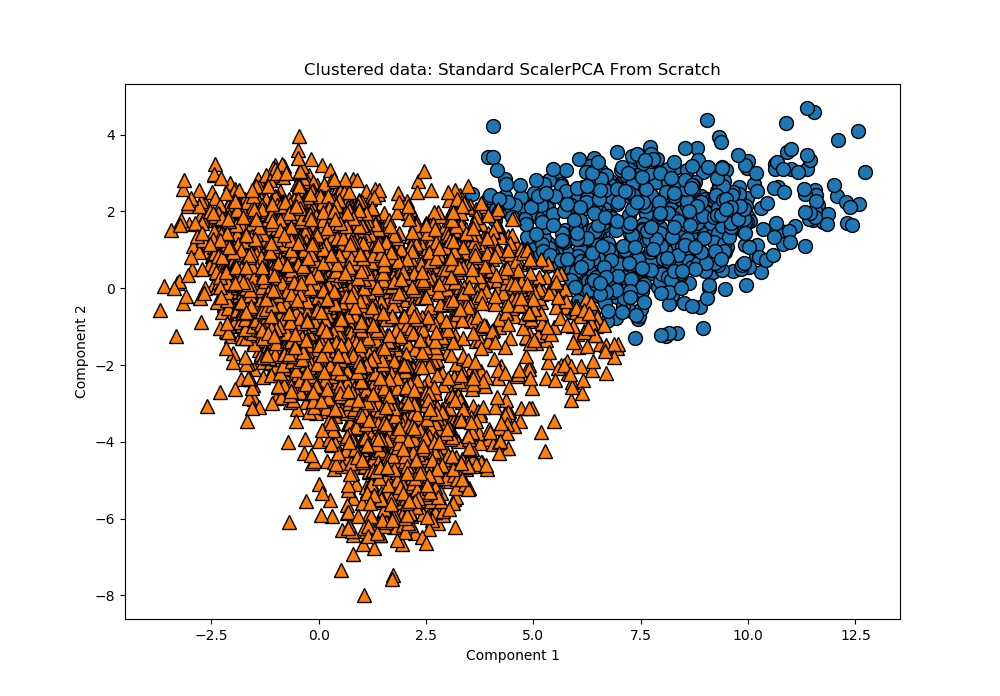 Clustered data: Standard ScalerPCA From Scratch
4
2
0
−2
−4
−6
−8
Component 2
−2.5 0.0 2.5 5.0 7.5 10.0 12.5
Component 1